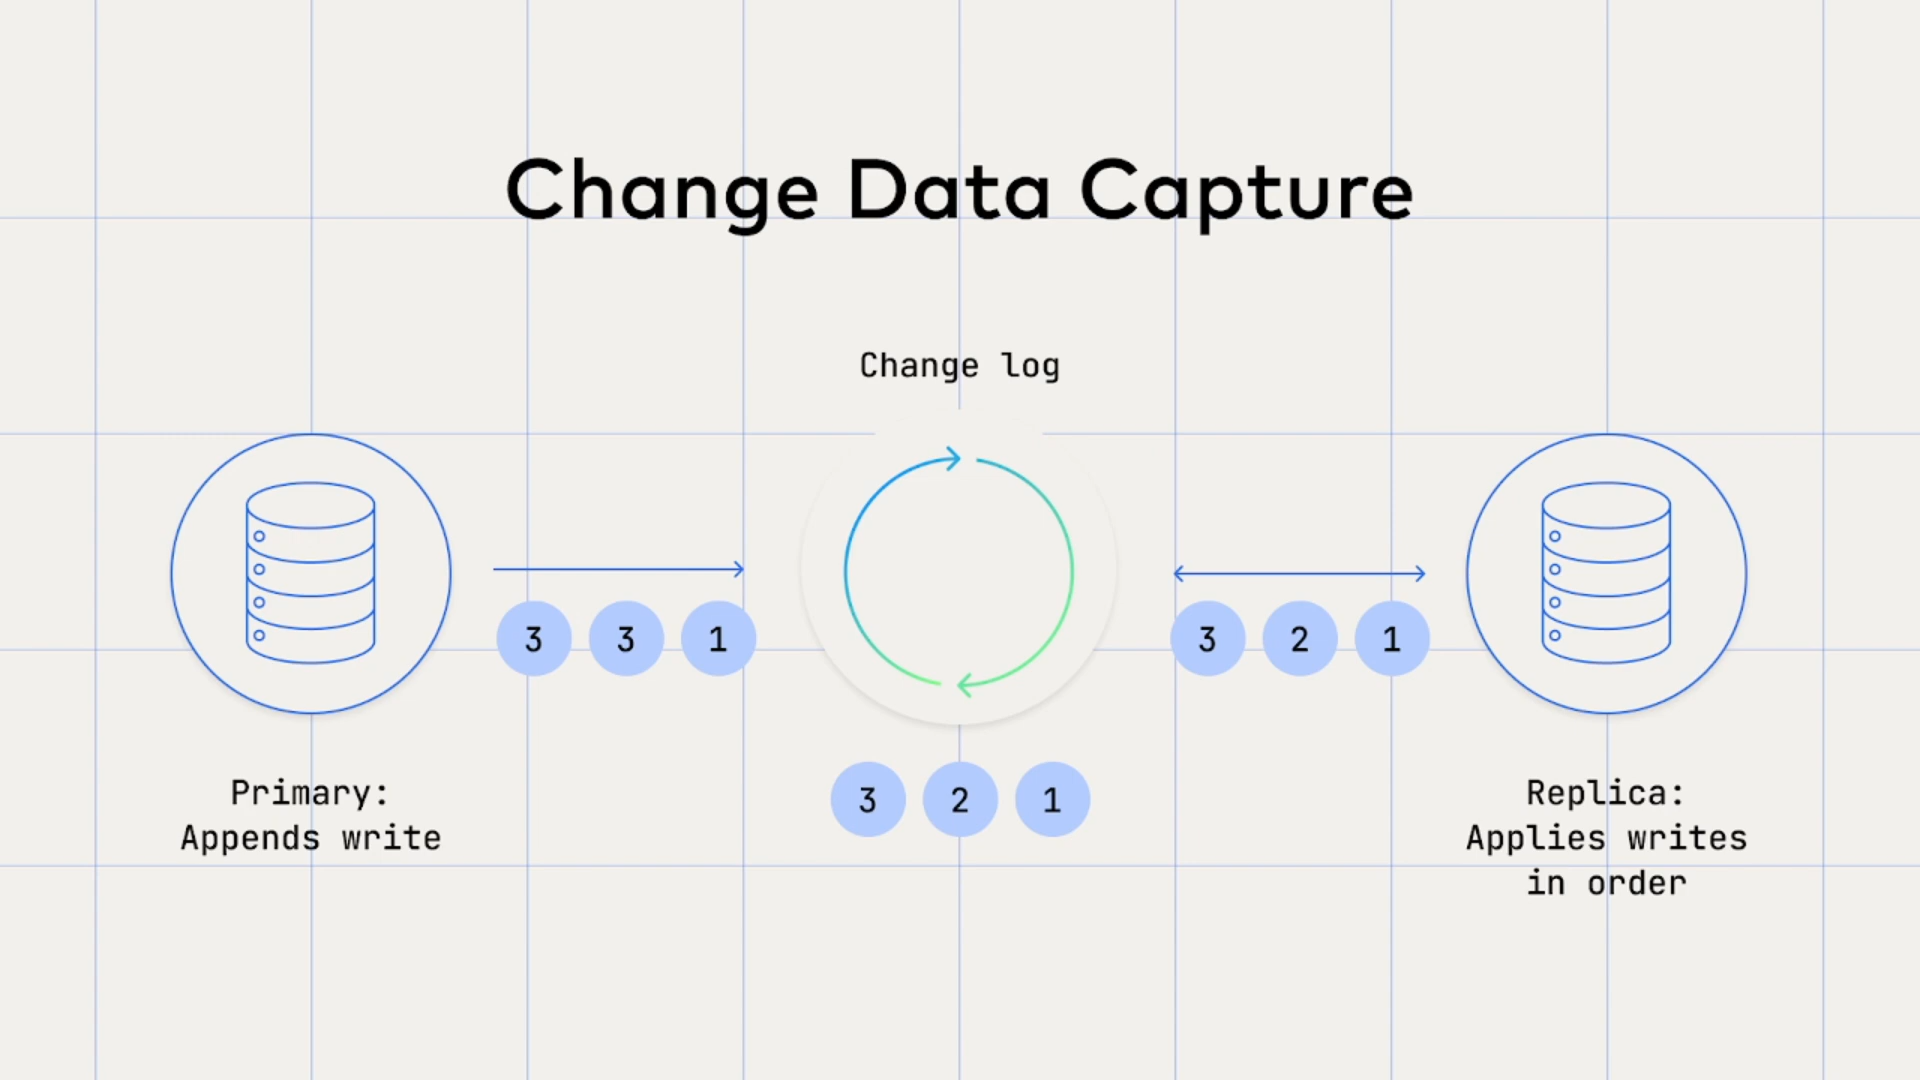 Change Data Capture
Change log
3 3 1
3 2 1
3 2 1
Primary:
Appends write
Replica:
Applies writes
in order